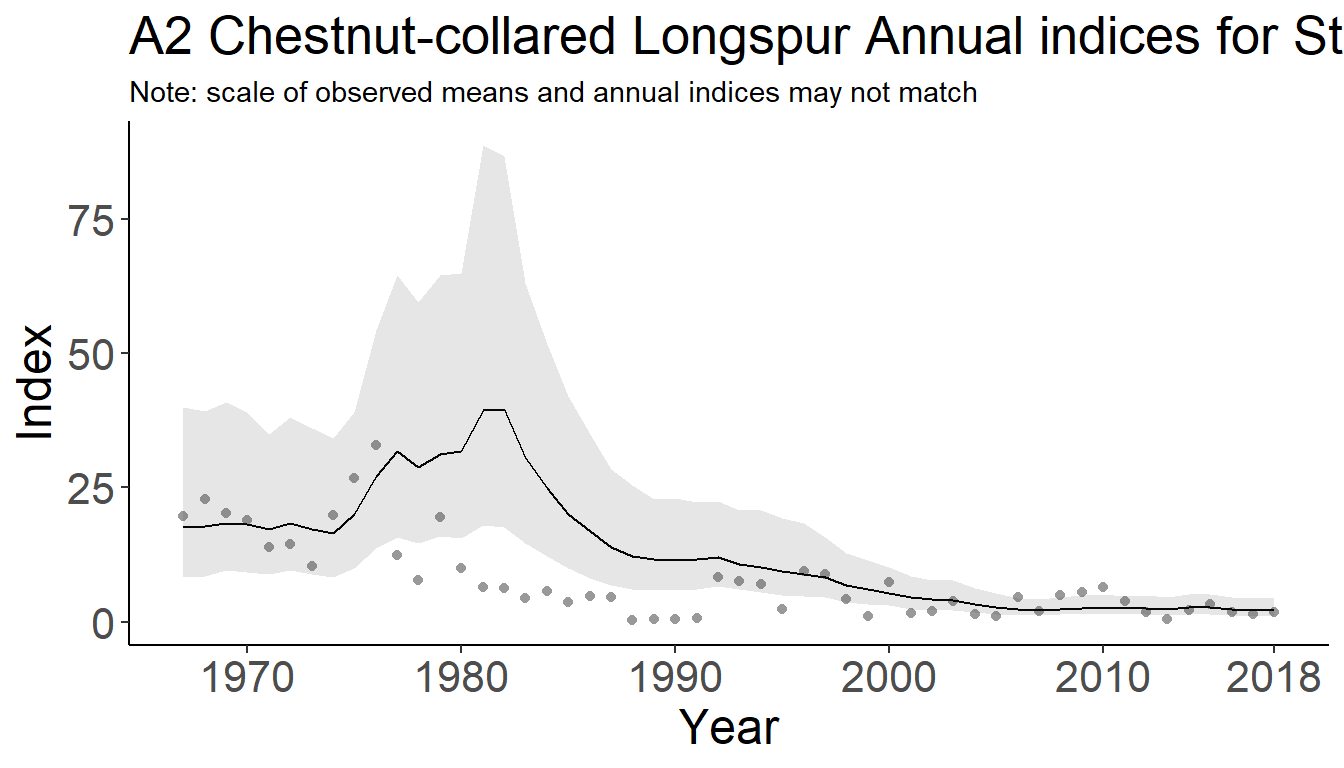 A2 Chestnut-collared Longspur Annual indices for St
Note: scale of observed means and annual indices may not match
75
50
25
0
Index
1970 1980 1990 2000 2010 2018
Year